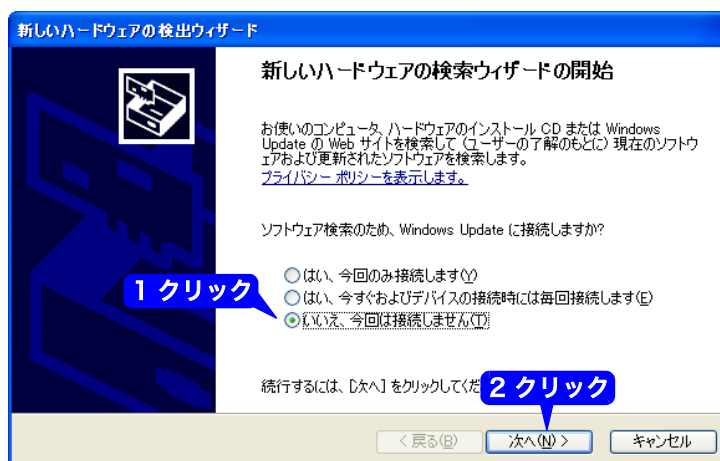 新しいハードウェアの検出ウィザード
新しいハードウェアの検索ウィザードの開始
お使いのコンピュータ、ハードウェアのインストール CD または Windows
Update の Web サイトを検索して (ユーザーの了解のもとに) 現在のソフトウ
ェアおよび更新されたソフトウェアを検索します。
プライバシー ポリシーを表示します。
ソフトウェア検索のため、Windows Update に接続しますか?
はい、今回のみ接続します(Y)
1 クリック
はい、今すぐおよびデバイスの接続時には毎回接続します(E)
いいえ、今回は接続しません(T)
続行するには、[次へ] をクリックしてくだ
2 クリック
< 戻る(B)
次へ(N) >
キャンセル